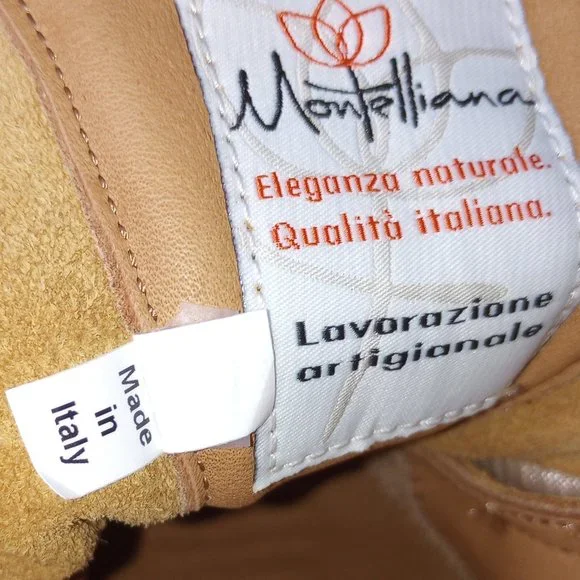 Montelliana
Eleganza naturale.
Qualità italiana.
Lavorazione
artigianale
Made
in
Italy